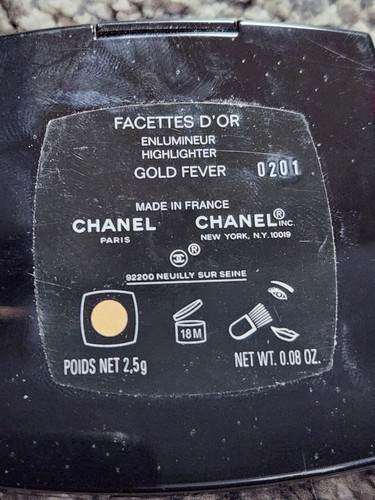 FACETTES D'OR
ENLUMINEUR
HIGHLIGHTER
GOLD FEVER 0201
MADE IN FRANCE
CHANEL CHANEL® INC.
PARIS NEW YORK, N.Y. 10019
®
92200 NEUILLY SUR SEINE
18 M
POIDS NET 2,5g NET WT. 0.08 OZ.